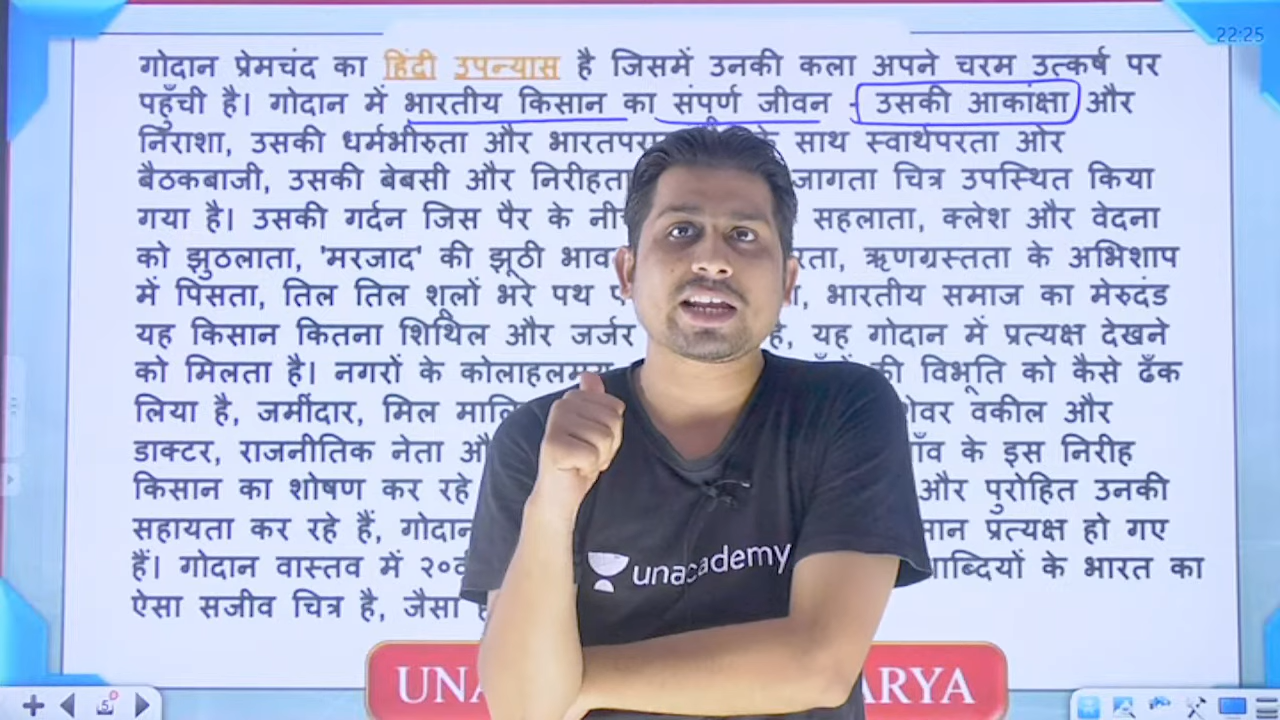 22:25
गोदान प्रेमचंद का हिंदी उपन्यास है जिसमें उनकी कला अपने चरम उत्कर्ष पर
पहुँची है। गोदान में भारतीय किसान का संपूर्ण जीवन - उसकी आकांक्षा और
निराशा, उसकी धर्मभीरुता और के साथ स्वार्थपरता ओर
बैठकबाजी, उसकी बेबसी और निरीहता जागता चित्र उपस्थित किया
गया है। उसकी गर्दन जिस पैर के सहलाता, क्लेश और वेदना
को झुठलाता, 'मरजाद' की झूठी ऋणग्रस्तता के अभिशाप
में पिसता, तिल तिल शूलों भरे पथ भारतीय समाज का मेरुदंड
यह किसान कितना शिथिल और जर्जर है, यह गोदान में प्रत्यक्ष देखने
को मिलता है। नगरों के की विभूति को कैसे ढँक
लिया है, जमींदार, मिल वकील और
डाक्टर, राजनीतिक नेता के इस निरीह
किसान का शोषण कर रहे और पुरोहित उनकी
सहायता कर रहे हैं, गोदान प्रत्यक्ष हो गए
हैं। गोदान वास्तव में के भारत का
ऐसा सजीव चित्र है, जैसा
unacademy
UNA ARYA
5